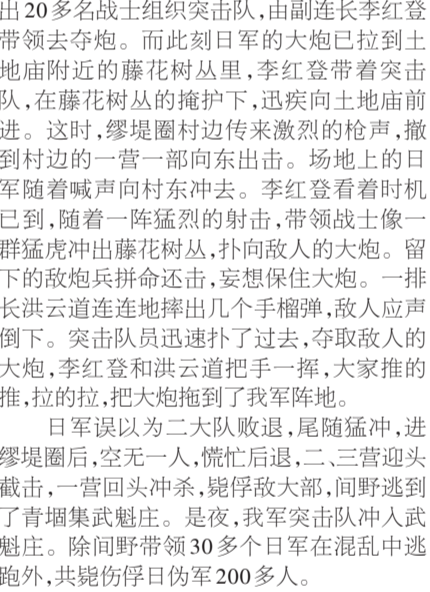 出20多名战士组织突击队,由副连长李红登
带领去夺炮。而此刻日军的大炮已拉到土
地庙附近的藤花树丛里,李红登带着突击
队,在藤花树丛的掩护下,迅疾向土地庙前
进。这时,缪堤圈村边传来激烈的枪声,撤
到村边的一营一部向东出击。场地上的日
军随着喊声向村东冲去。李红登看着时机
已到,随着一阵猛烈的射击,带领战士像一
群猛虎冲出藤花树丛,扑向敌人的大炮。留
下的敌炮兵拼命还击,妄想保住大炮。一排
长洪云道连连地摔出几个手榴弹,敌人应声
倒下。突击队员迅速扑了过去,夺取敌人的
大炮,李红登和洪云道把手一挥,大家推的
推,拉的拉,把大炮拖到了我军阵地。
日军误以为二大队败退,尾随猛冲,进
缪堤圈后,空无一人,慌忙后退,二、三营迎头
截击,一营回头冲杀,毙俘敌大部,间野逃到
了青堌集武魁庄。是夜,我军突击队冲入武
魁庄。除间野带领30多个日军在混乱中逃
跑外,共毙伤俘日伪军200多人。